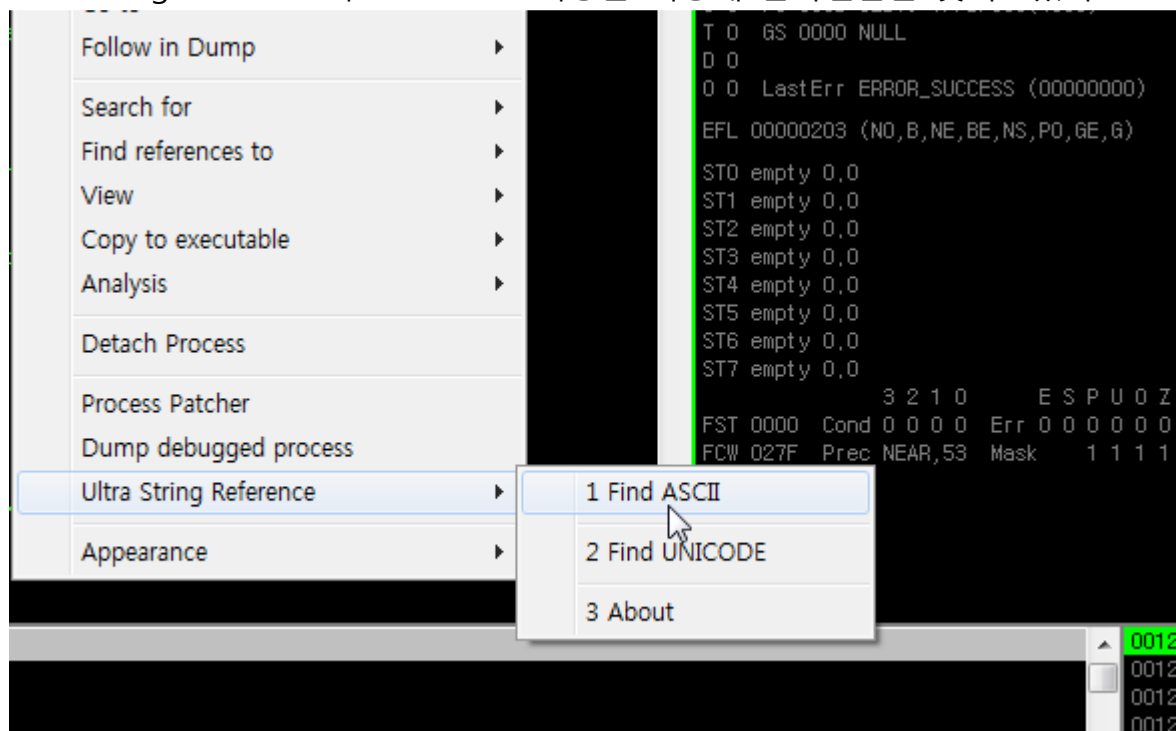 Follow in Dump
Search for
Find references to
View
Copy to executable
Analysis
Detach Process
Process Patcher
Dump debugged process
Ultra String Reference
Appearance
1 Find ASCII
2 Find UNICODE
3 About
T 0 GS 0000 NULL
D 0
O 0 LastErr ERROR_SUCCESS (00000000)
EFL 00000203 (NO,B,NE,BE,NS,PO,GE,G)
ST0 empty 0,0
ST1 empty 0,0
ST2 empty 0,0
ST3 empty 0,0
ST4 empty 0,0
ST5 empty 0,0
ST6 empty 0,0
ST7 empty 0,0
3 2 1 0 E S P U O Z
FST 0000 Cond 0 0 0 0 Err 0 0 0 0 0 0
FCW 027F Prec NEAR,53 Mask 1 1 1 1
0012
0012
0012
0012